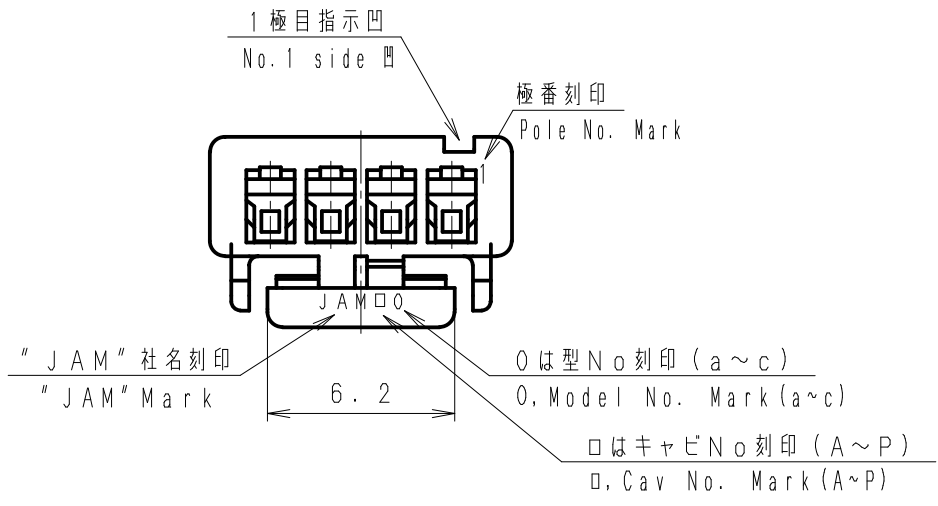 1極目指示凹
No.1 side 凹
極番刻印
Pole No. Mark
1
JAM□O
"JAM"社名刻印
"JAM"Mark
6.2
Oは型No刻印(a～c)
O,Model No. Mark(a~c)
□はキャビNo刻印(A～P)
□,Cav No. Mark(A~P)